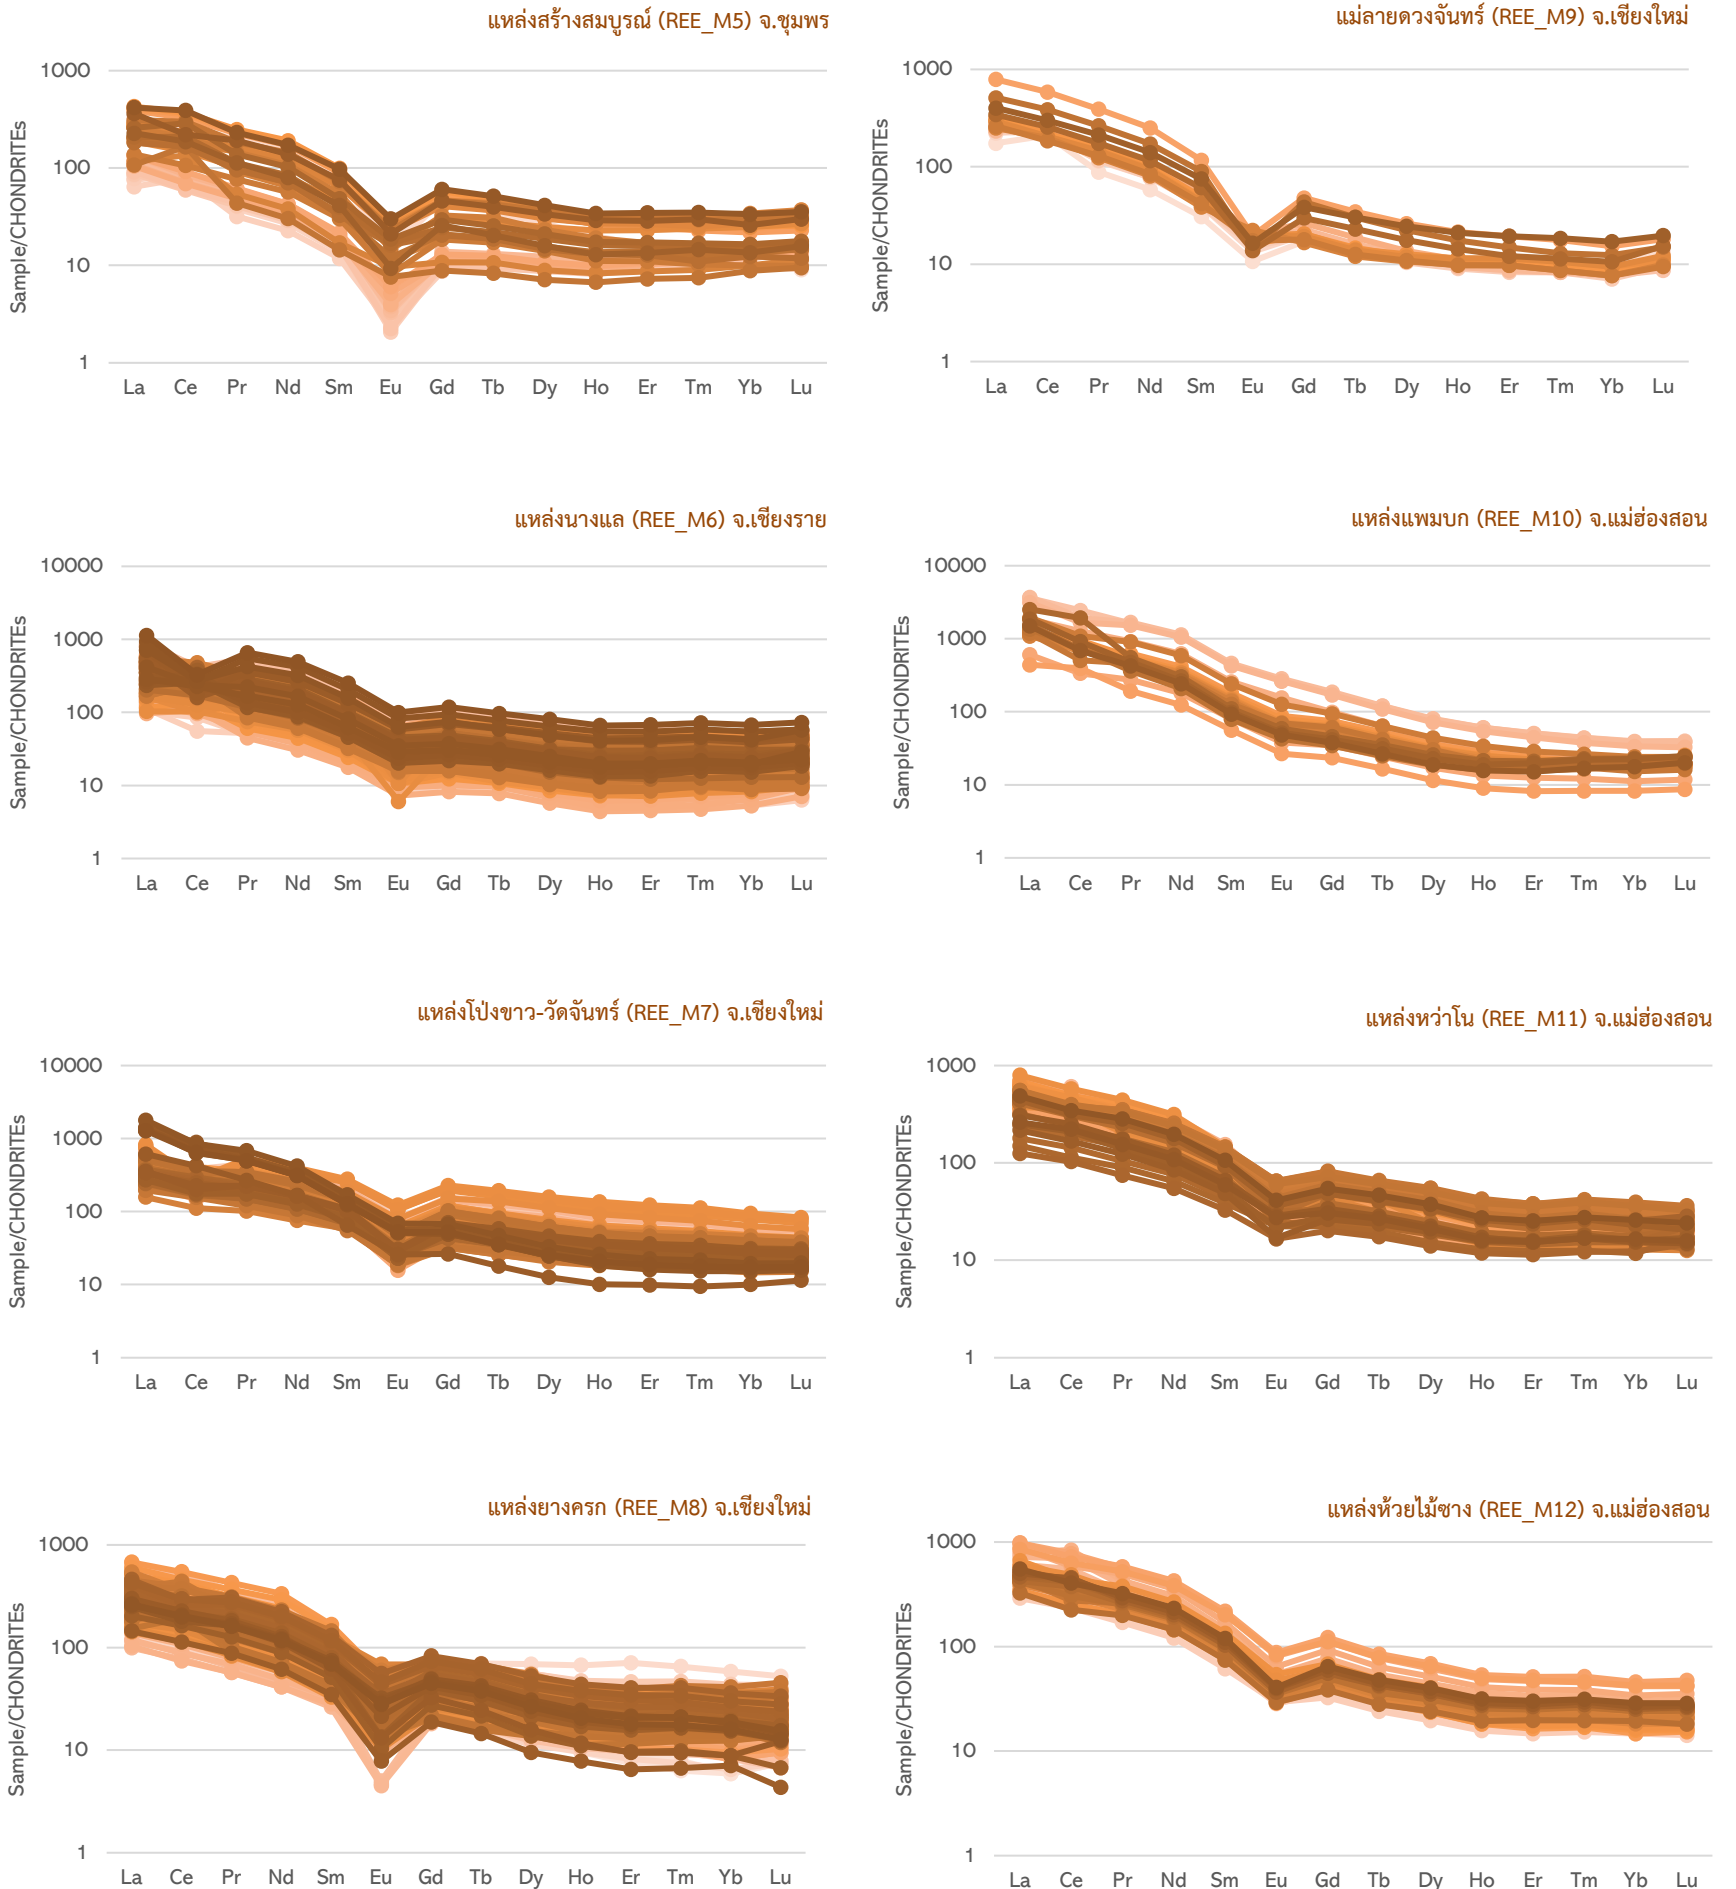 แหล่งสร้างสมบูรณ์ (REE_M5) จ.ชุมพร
1000
100
10
1
Sample/CHONDRITEs
La Ce Pr Nd Sm Eu Gd Tb Dy Ho Er Tm Yb Lu
แม่ลายดวงจันทร์ (REE_M9) จ.เชียงใหม่
1000
100
10
1
Sample/CHONDRITEs
La Ce Pr Nd Sm Eu Gd Tb Dy Ho Er Tm Yb Lu
แหล่งนางแล (REE_M6) จ.เชียงราย
10000
1000
100
10
1
Sample/CHONDRITEs
La Ce Pr Nd Sm Eu Gd Tb Dy Ho Er Tm Yb Lu
แหล่งแพมบก (REE_M10) จ.แม่ฮ่องสอน
10000
1000
100
10
1
Sample/CHONDRITEs
La Ce Pr Nd Sm Eu Gd Tb Dy Ho Er Tm Yb Lu
แหล่งโป่งขาว-วัดจันทร์ (REE_M7) จ.เชียงใหม่
10000
1000
100
10
1
Sample/CHONDRITEs
La Ce Pr Nd Sm Eu Gd Tb Dy Ho Er Tm Yb Lu
แหล่งหว่าโน (REE_M11) จ.แม่ฮ่องสอน
1000
100
10
1
Sample/CHONDRITEs
La Ce Pr Nd Sm Eu Gd Tb Dy Ho Er Tm Yb Lu
แหล่งยางครก (REE_M8) จ.เชียงใหม่
1000
100
10
1
Sample/CHONDRITEs
La Ce Pr Nd Sm Eu Gd Tb Dy Ho Er Tm Yb Lu
แหล่งห้วยไม้ซาง (REE_M12) จ.แม่ฮ่องสอน
1000
100
10
1
Sample/CHONDRITEs
La Ce Pr Nd Sm Eu Gd Tb Dy Ho Er Tm Yb Lu